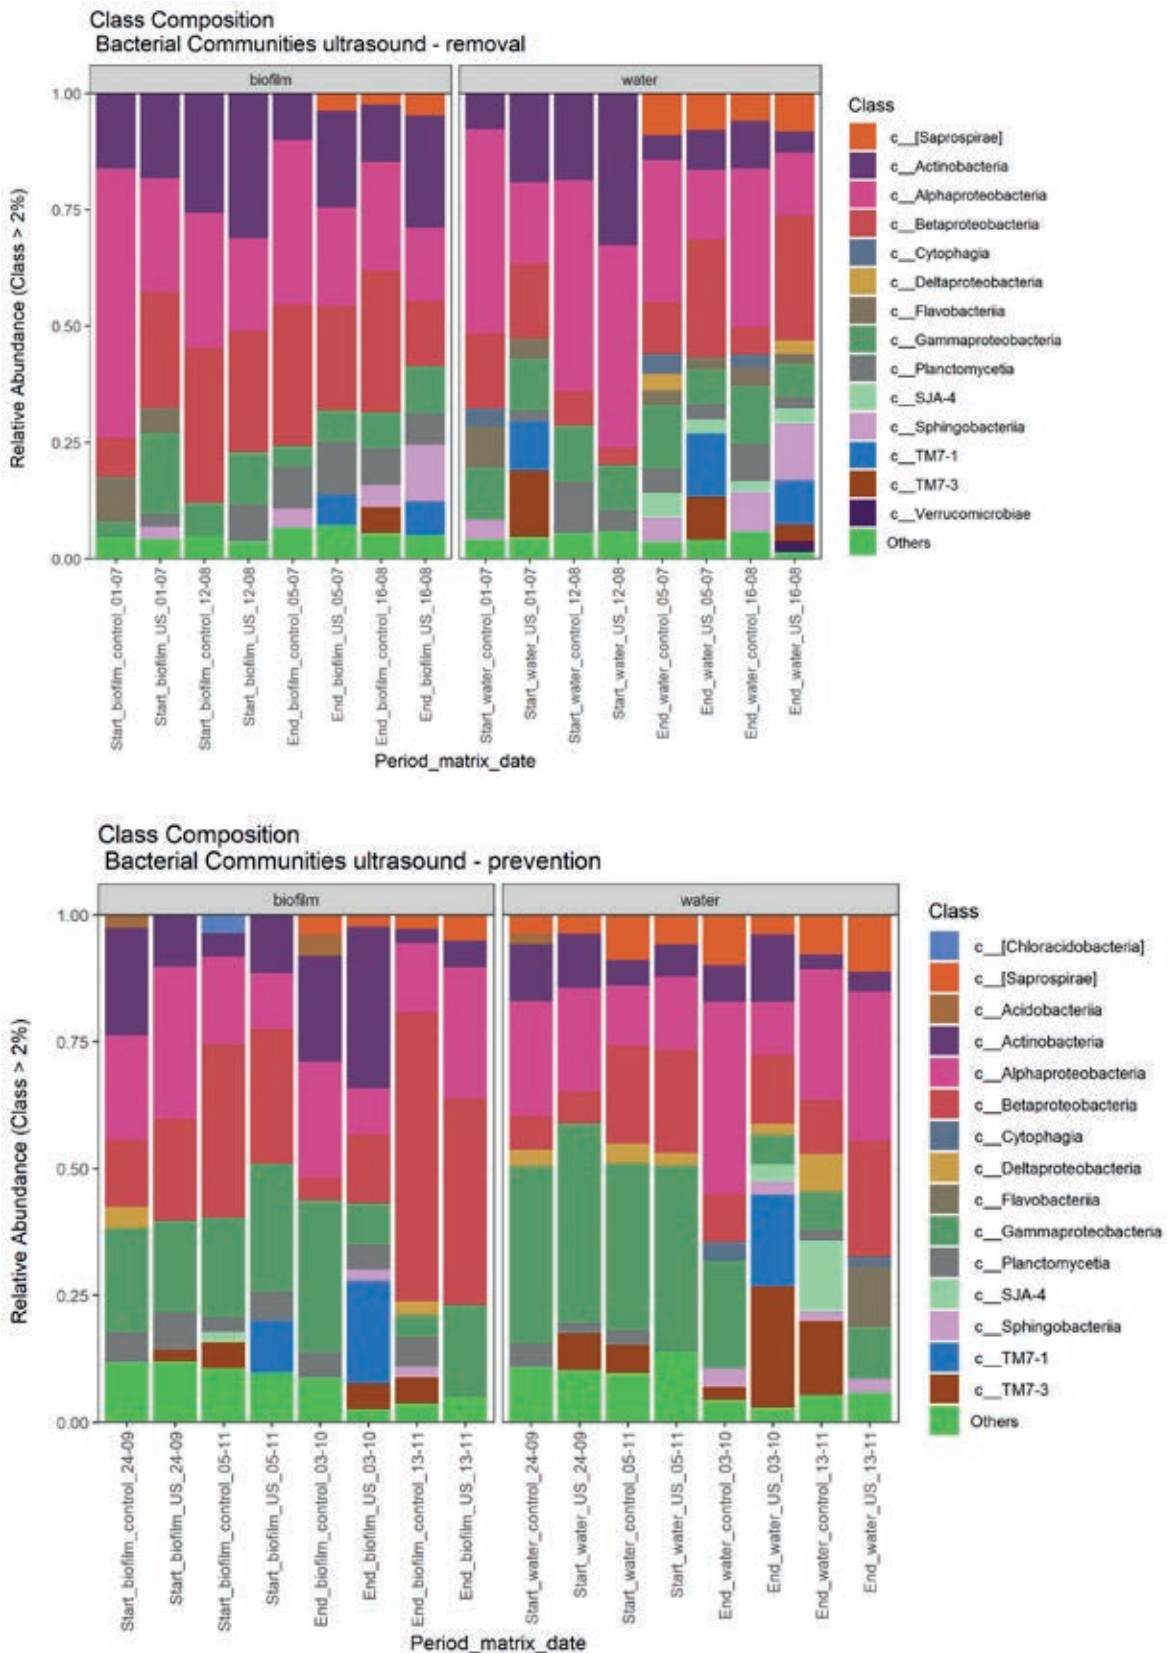 Class Composition
Bacterial Communities ultrasound - removal
biofilm
water
Relative Abundance (Class > 2%)
1.00
0.75
0.50
0.25
0.00
Start_biofilm_control_01-07
Start_biofilm_US_01-07
Start_biofilm_control_12-08
Start_biofilm_US_12-08
End_biofilm_control_05-07
End_biofilm_US_05-07
End_biofilm_control_16-08
End_biofilm_US_16-08
Start_water_control_01-07
Start_water_US_01-07
Start_water_control_12-08
Start_water_US_12-08
End_water_control_05-07
End_water_US_05-07
End_water_control_16-08
End_water_US_16-08
Period_matrix_date
Class
c__[Saprospirae]
c__Actinobacteria
c__Alphaproteobacteria
c__Betaproteobacteria
c__Cytophagia
c__Deltaproteobacteria
c__Flavobacteriia
c__Gammaproteobacteria
c__Planctomycetia
c__SJA-4
c__Sphingobacteriia
c__TM7-1
c__TM7-3
c__Verrucomicrobiae
Others
Class Composition
Bacterial Communities ultrasound - prevention
biofilm
water
Relative Abundance (Class > 2%)
1.00
0.75
0.50
0.25
0.00
Start_biofilm_control_24-09
Start_biofilm_US_24-09
Start_biofilm_control_05-11
Start_biofilm_US_05-11
End_biofilm_control_03-10
End_biofilm_US_03-10
End_biofilm_control_13-11
End_biofilm_US_13-11
Start_water_control_24-09
Start_water_US_24-09
Start_water_control_05-11
Start_water_US_05-11
End_water_control_03-10
End_water_US_03-10
End_water_control_13-11
End_water_US_13-11
Period_matrix_date
Class
c__[Chloracidobacteria]
c__[Saprospirae]
c__Acidobacteriia
c__Actinobacteria
c__Alphaproteobacteria
c__Betaproteobacteria
c__Cytophagia
c__Deltaproteobacteria
c__Flavobacteriia
c__Gammaproteobacteria
c__Planctomycetia
c__SJA-4
c__Sphingobacteriia
c__TM7-1
c__TM7-3
Others